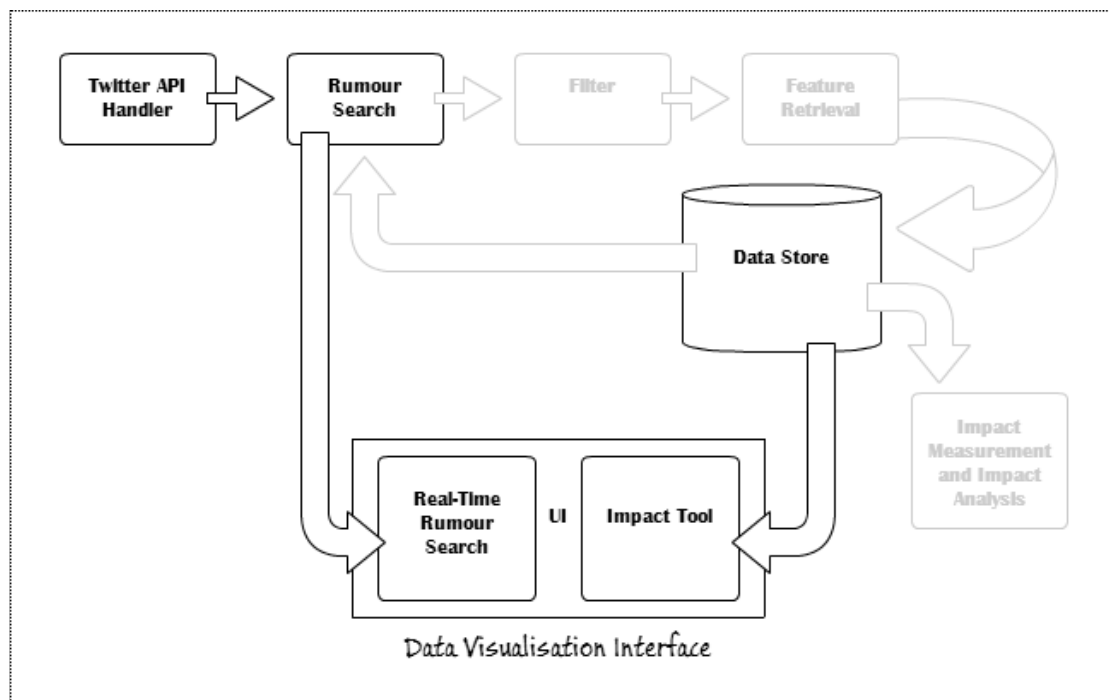 Twitter API
Handler
Rumour
Search
Filter
Feature
Retrieval
Data Store
Impact
Measurement
and Impact
Analysis
Real-Time
Rumour
Search
UI
Impact Tool
Data Visualisation Interface